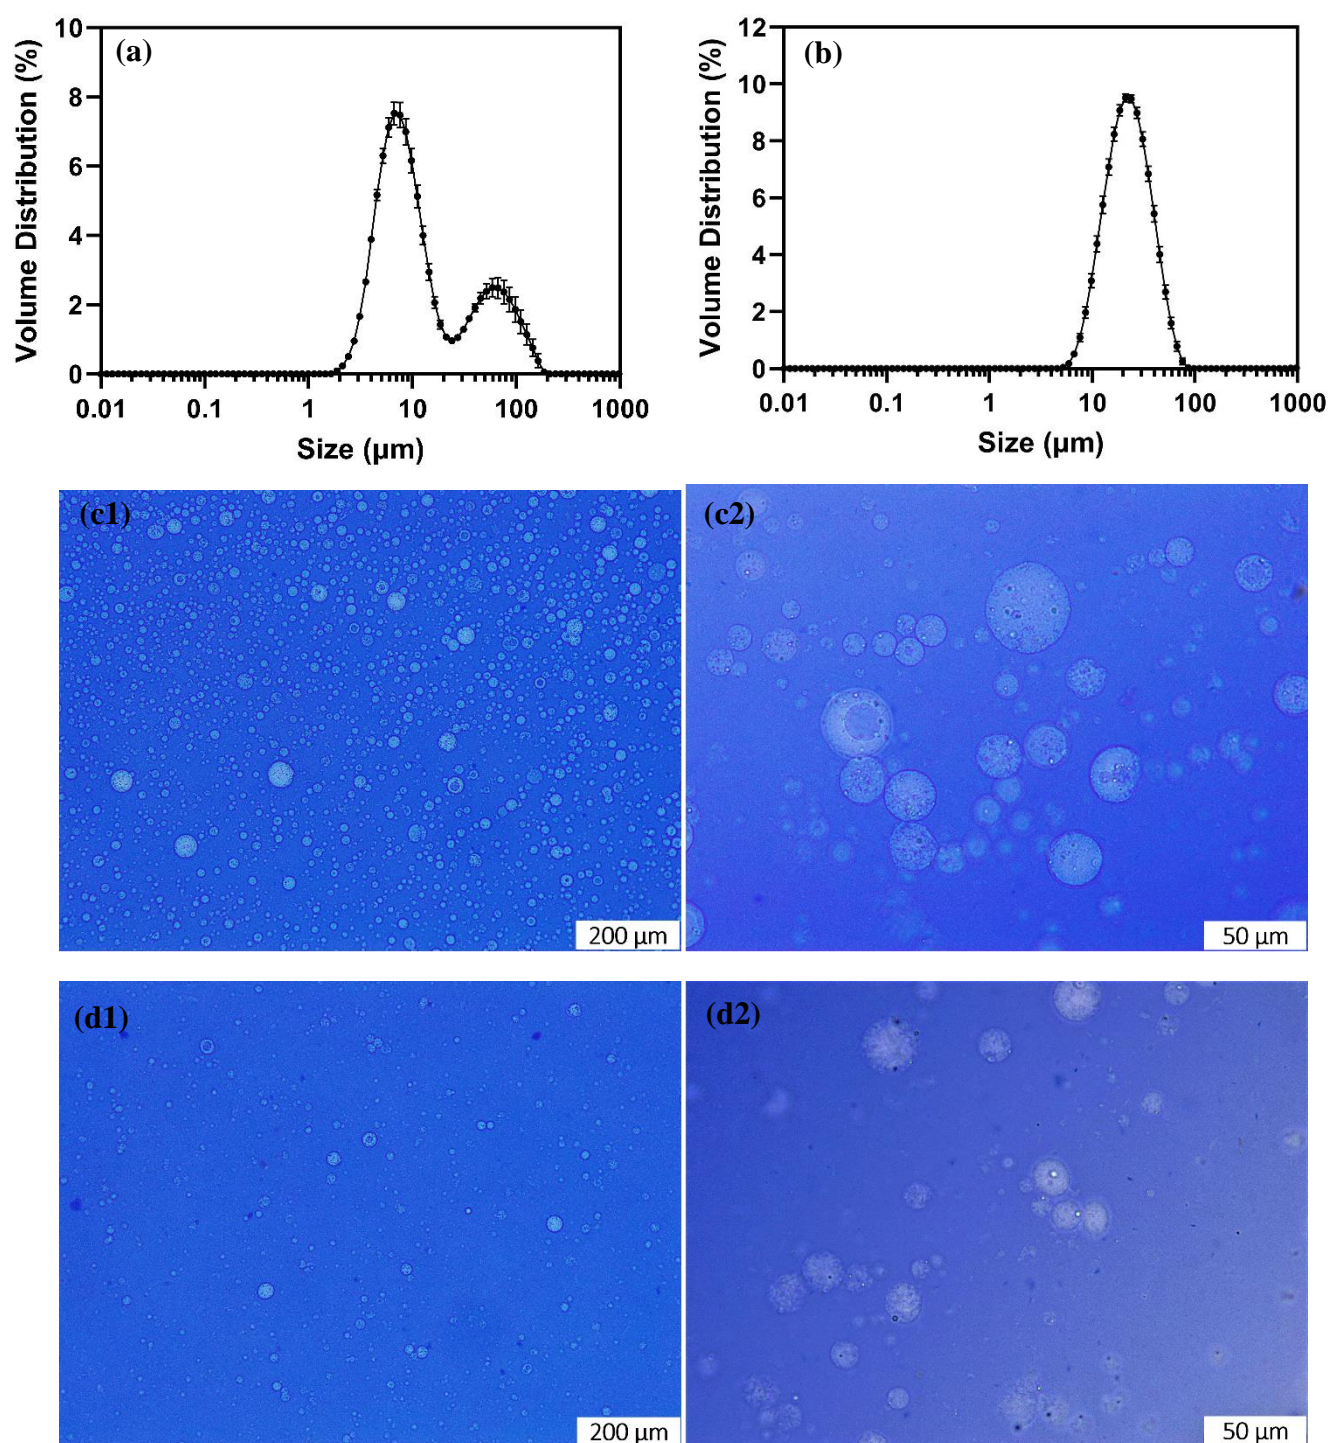 (a)
Volume Distribution (%)
10
8
6
4
2
0
0.01 0.1 1 10 100 1000
Size (µm)
(b)
Volume Distribution (%)
12
10
8
6
4
2
0
0.01 0.1 1 10 100 1000
Size (µm)
(c1)
200 µm
(c2)
50 µm
(d1)
200 µm
(d2)
50 µm